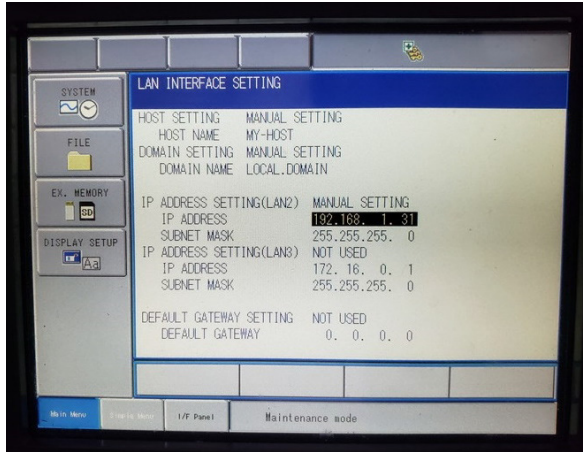 LAN INTERFACE SETTING
SYSTEM
FILE
EX. MEMORY
SD
DISPLAY SETUP
Aa
HOST SETTING MANUAL SETTING
HOST NAME MY-HOST
DOMAIN SETTING MANUAL SETTING
DOMAIN NAME LOCAL.DOMAIN
IP ADDRESS SETTING(LAN2) MANUAL SETTING
IP ADDRESS 192.168. 1. 31
SUBNET MASK 255.255.255. 0
IP ADDRESS SETTING(LAN3) NOT USED
IP ADDRESS 172. 16. 0. 1
SUBNET MASK 255.255.255. 0
DEFAULT GATEWAY SETTING NOT USED
DEFAULT GATEWAY 0. 0. 0. 0
Main Menu
I/F Panel
Maintenance mode